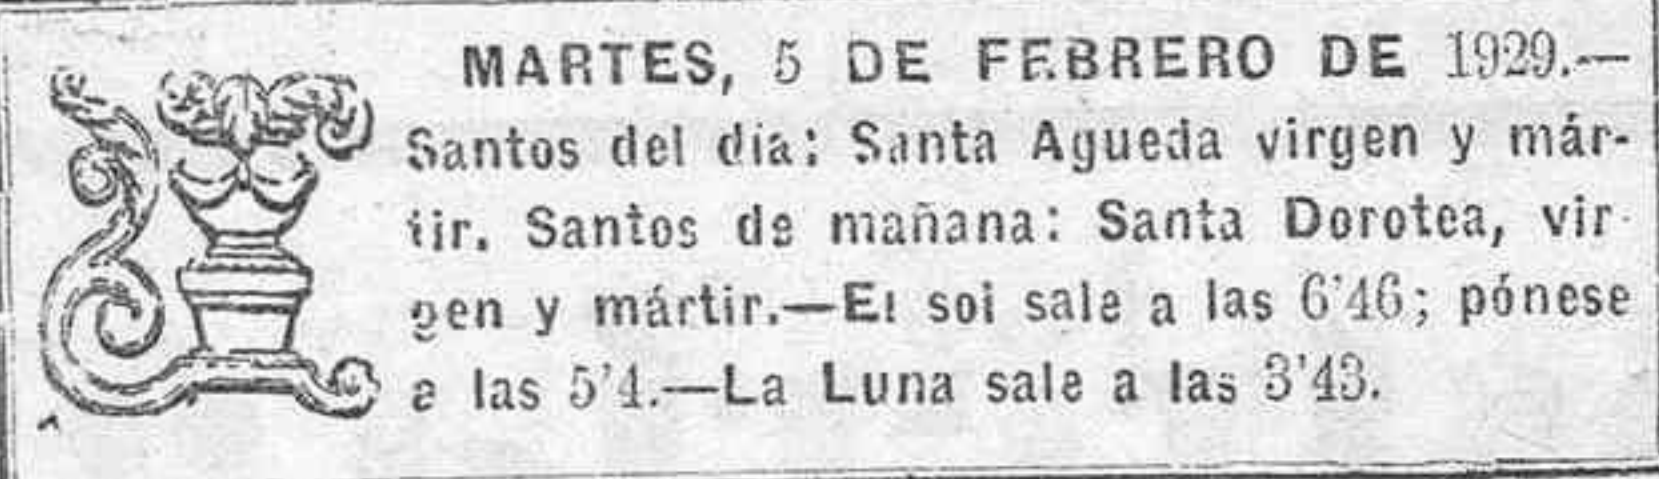 MARTES, 5 DE FEBRERO DE 1929.—
Santos del día: Santa Agueda virgen y már-
tir. Santos de mañana: Santa Dorotea, vir-
gen y mártir.—El sol sale a las 6'46; pónese
a las 5'4.—La Luna sale a las 3'43.